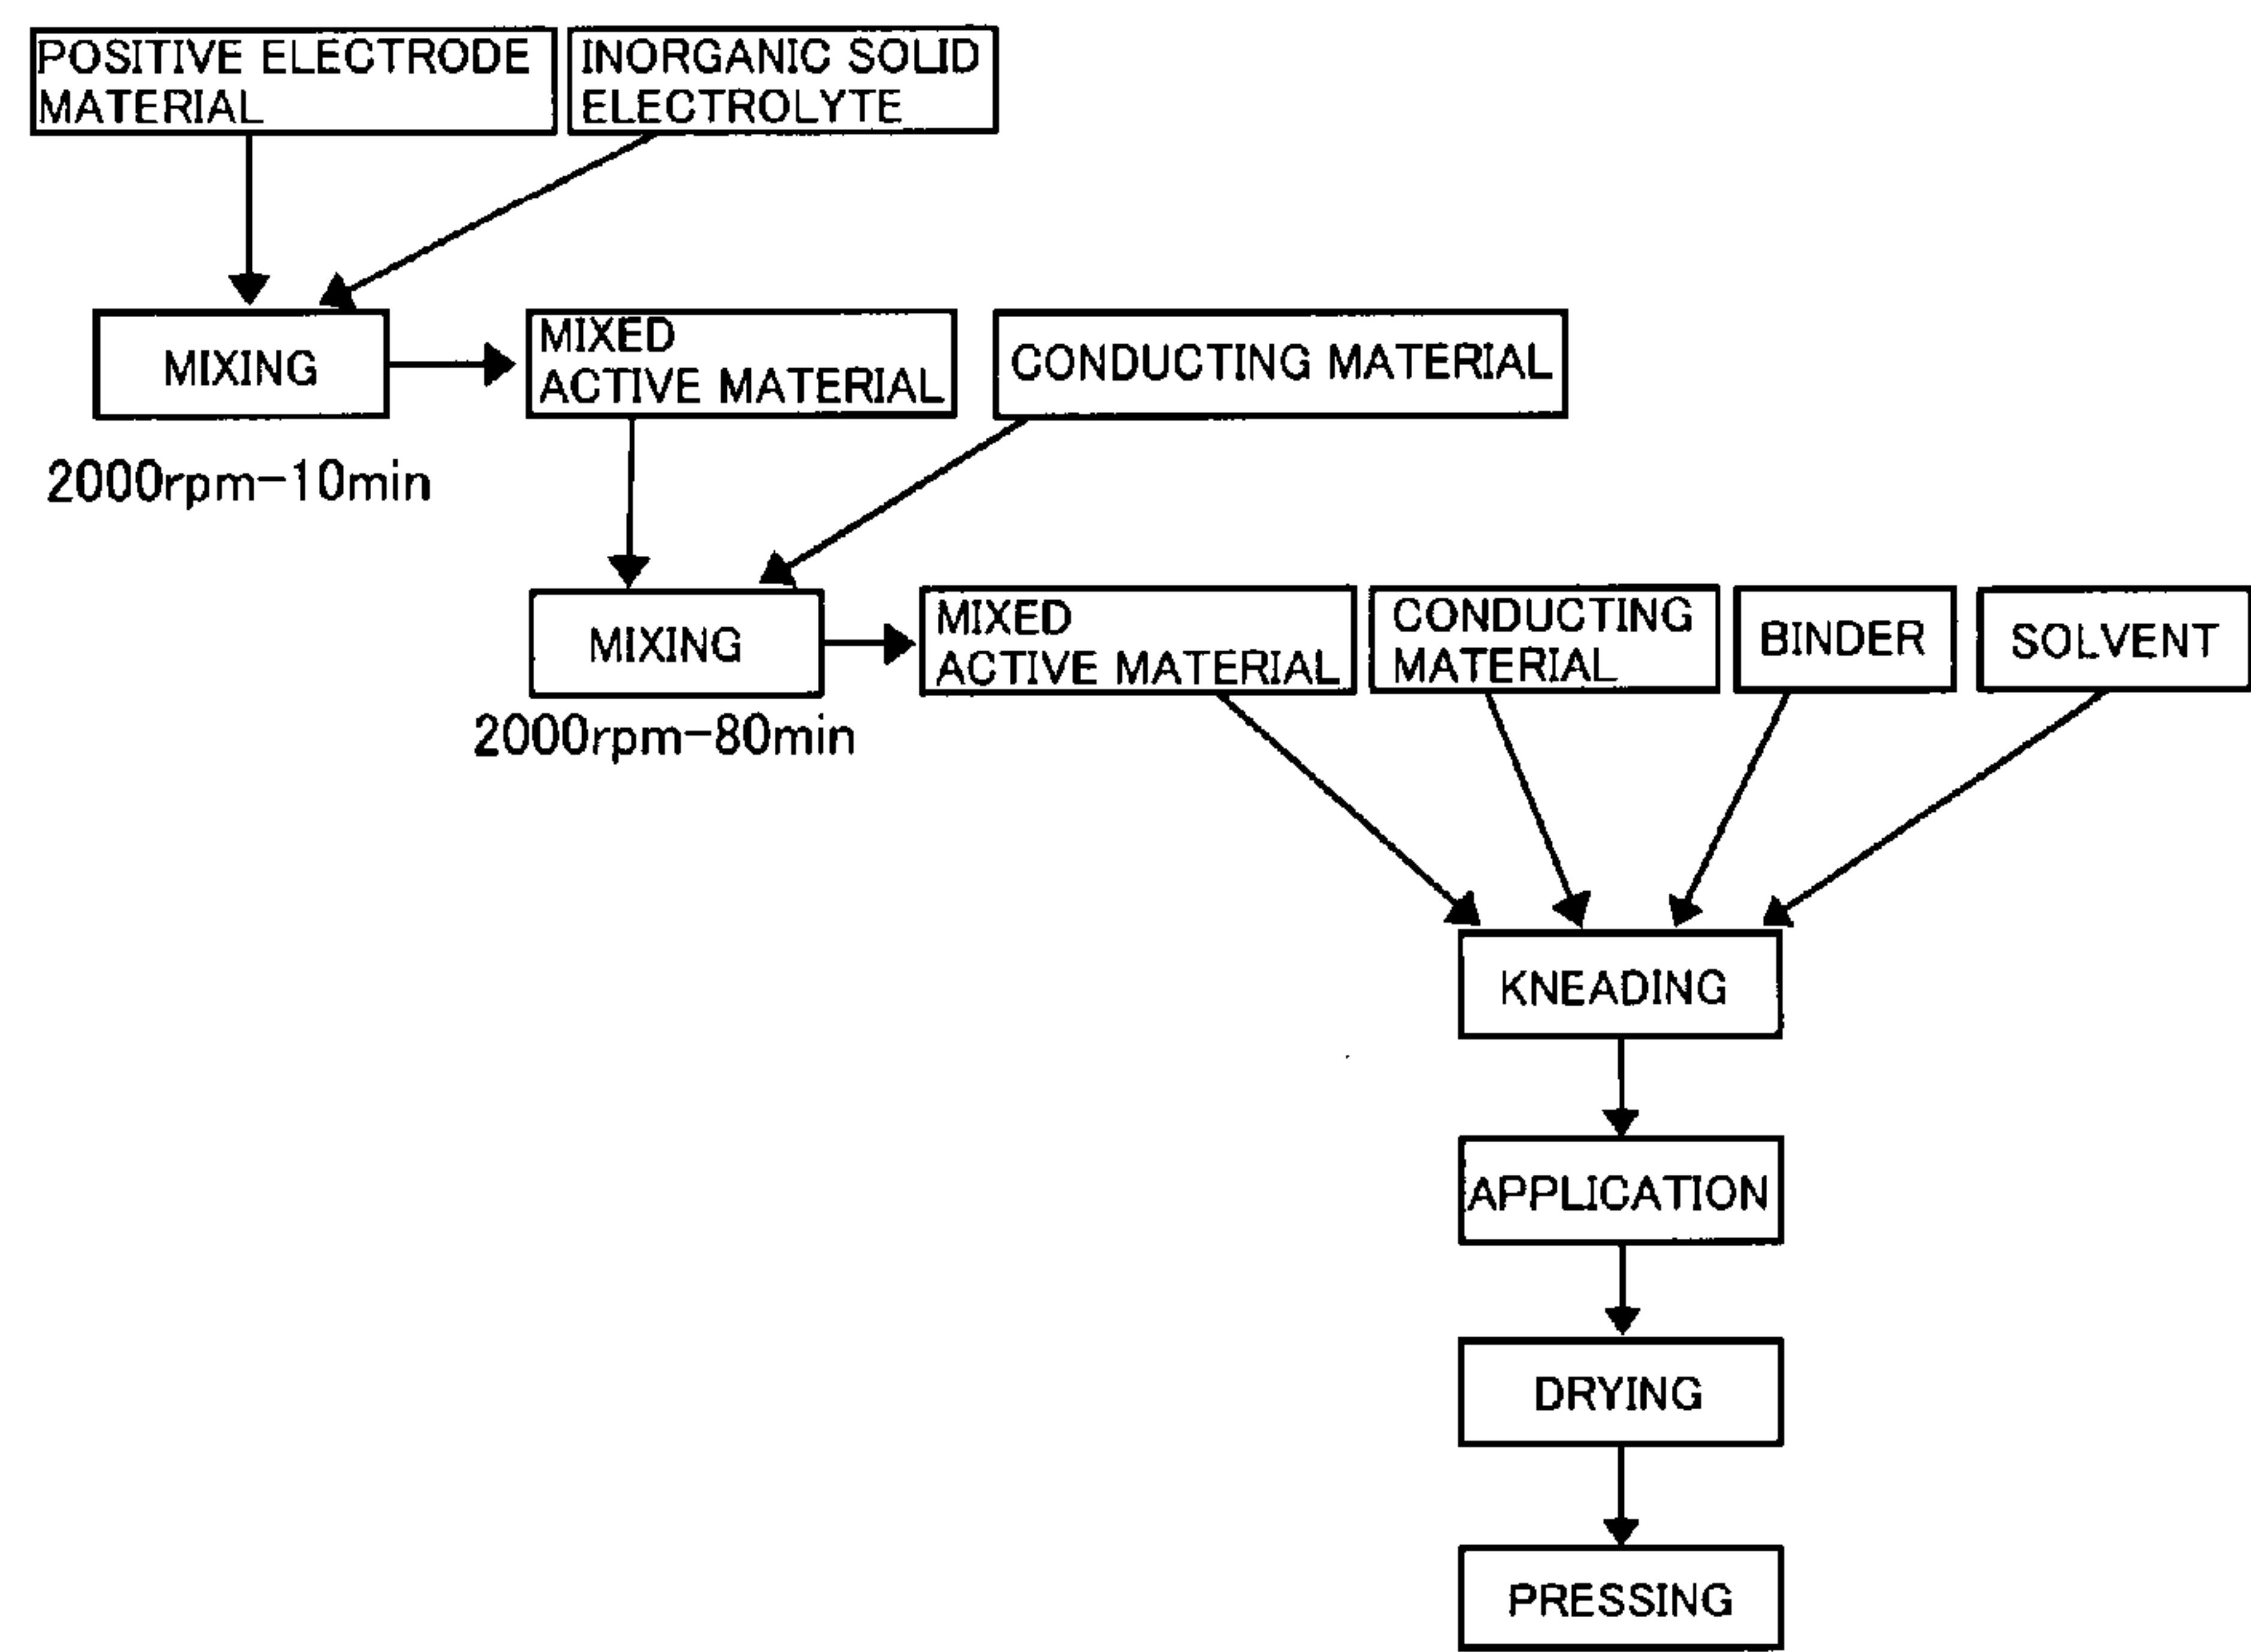 POSITIVE ELECTRODE
MATERIAL
INORGANIC SOLID
ELECTROLYTE
MIXING
MIXED
ACTIVE MATERIAL
CONDUCTING MATERIAL
2000rpm-10min
MIXING
MIXED
ACTIVE MATERIAL
CONDUCTING
MATERIAL
BINDER
SOLVENT
2000rpm-80min
KNEADING
APPLICATION
DRYING
PRESSING